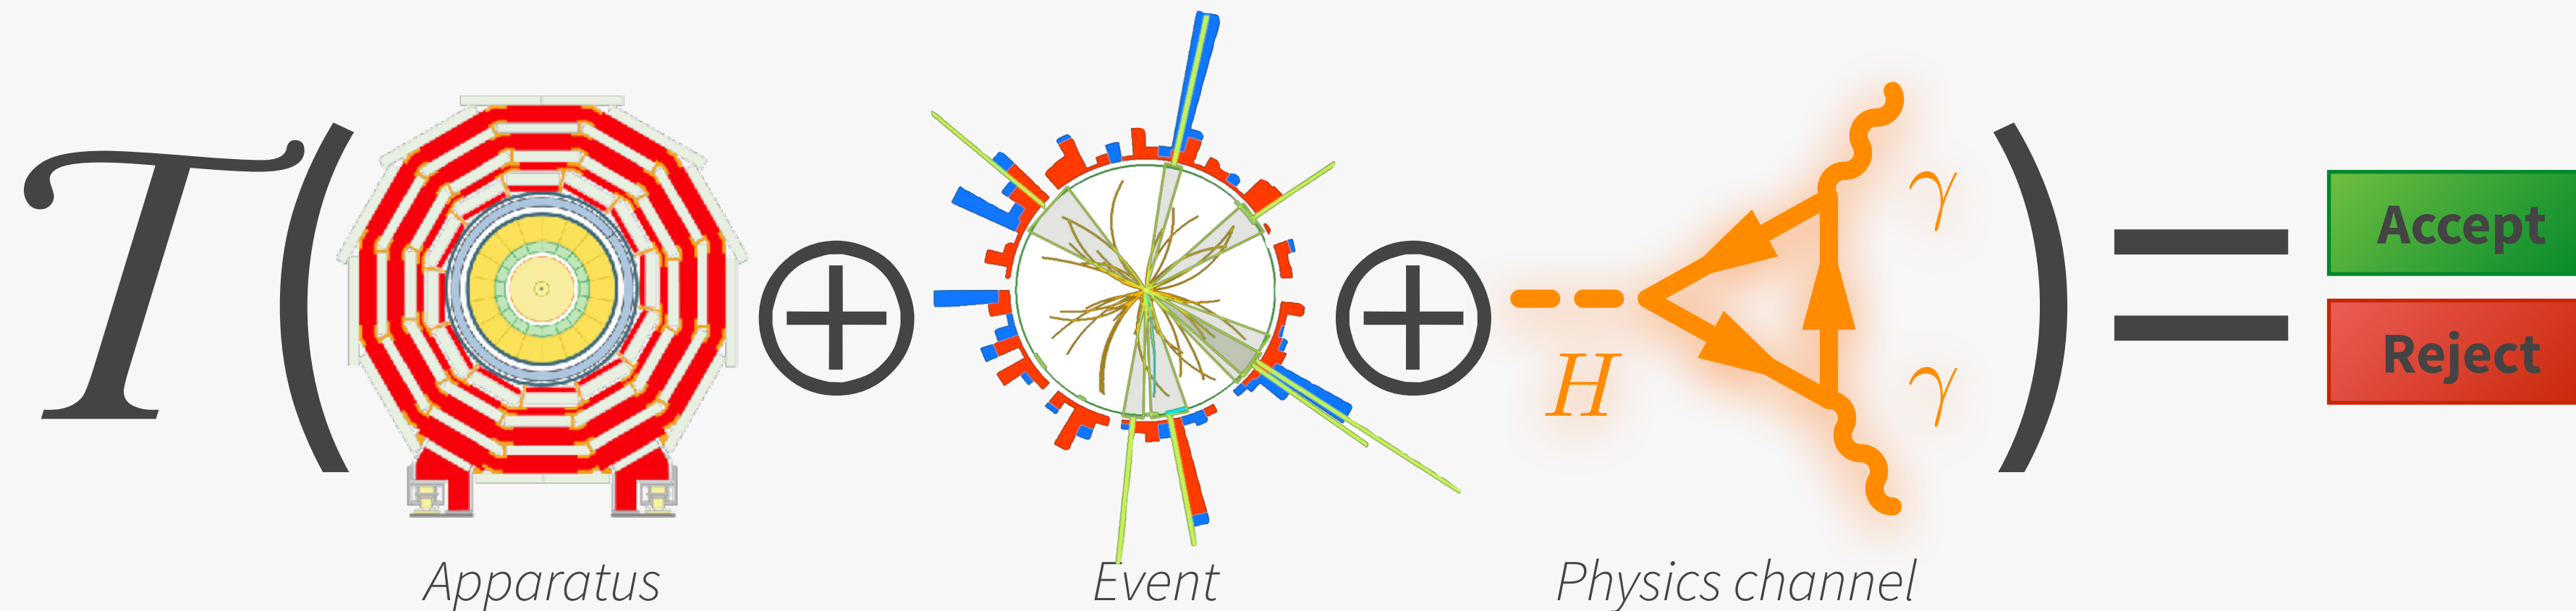 𝒯( ⊕ ⊕ ) =
γ
H
γ
Accept
Reject
Apparatus
Event
Physics channel